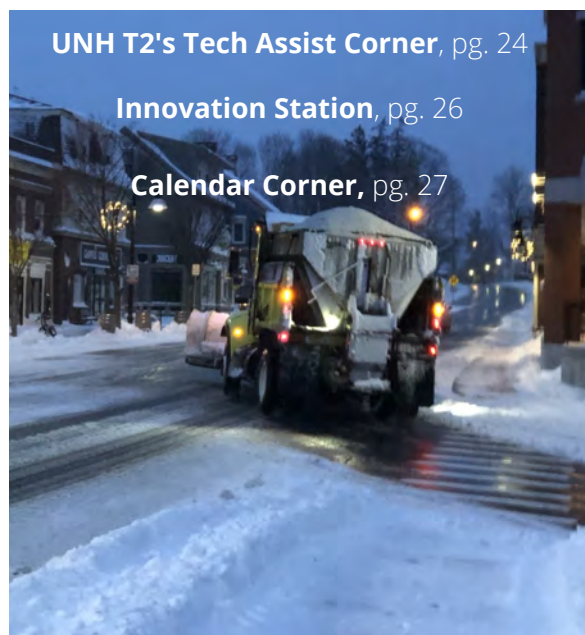 UNH T2's Tech Assist Corner, pg. 24
Innovation Station, pg. 26
Calendar Corner, pg. 27